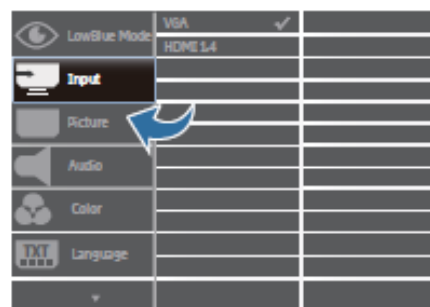 LowBlue Mode
Input
Picture
Audio
Color
TXT
Language
VGA
HDMI 1.4